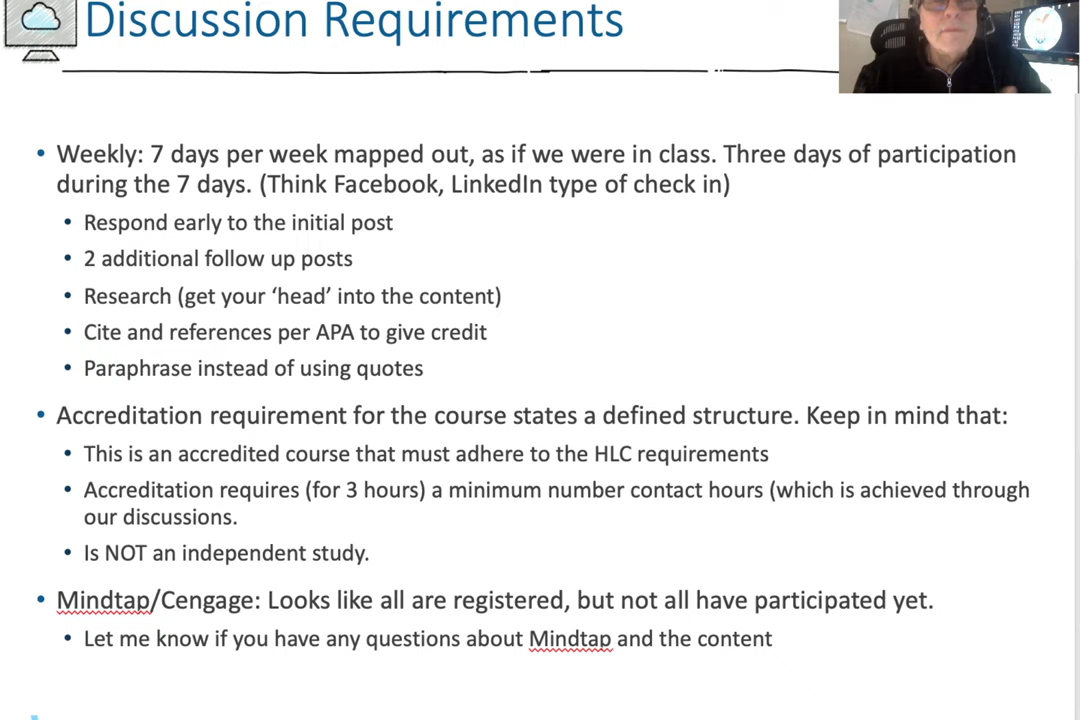 Discussion Requirements
• Weekly: 7 days per week mapped out, as if we were in class. Three days of participation
during the 7 days. (Think Facebook, LinkedIn type of check in)
• Respond early to the initial post
• 2 additional follow up posts
• Research (get your ‘head’ into the content)
• Cite and references per APA to give credit
• Paraphrase instead of using quotes
• Accreditation requirement for the course states a defined structure. Keep in mind that:
• This is an accredited course that must adhere to the HLC requirements
• Accreditation requires (for 3 hours) a minimum number contact hours (which is achieved through
our discussions.
• Is NOT an independent study.
• Mindtap/Cengage: Looks like all are registered, but not all have participated yet.
• Let me know if you have any questions about Mindtap and the content